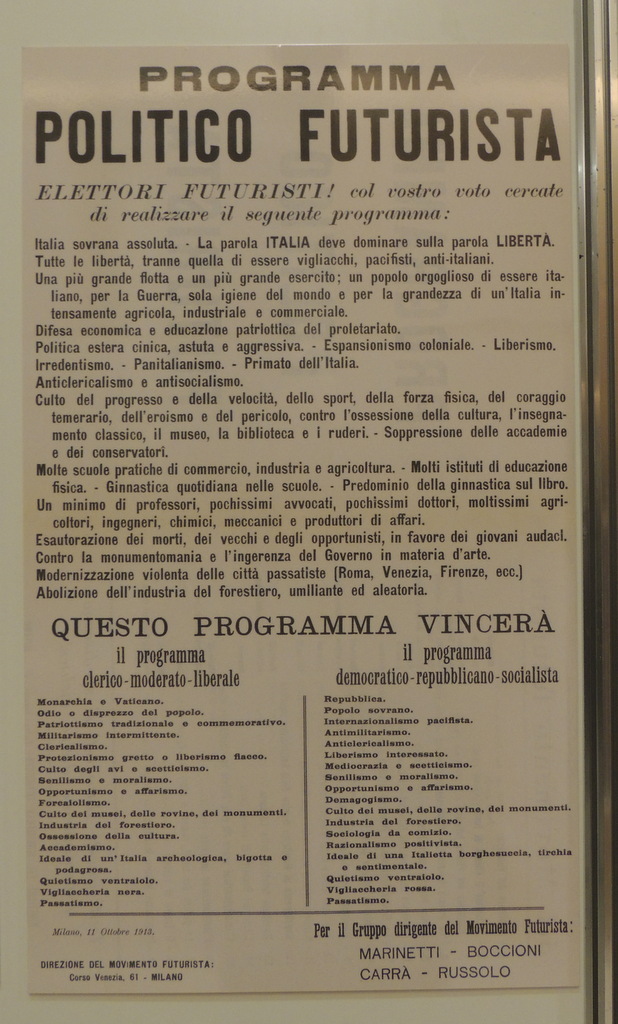 PROGRAMMA
POLITICO FUTURISTA
ELETTORI FUTURISTI! col vostro voto cercate
di realizzare il seguente programma:
Italia sovrana assoluta. - La parola ITALIA deve dominare sulla parola LIBERTÀ.
Tutte le libertà, tranne quella di essere vigliacchi, pacifisti, anti-italiani.
Una più grande flotta e un più grande esercito; un popolo orgoglioso di essere ita-
liano, per la Guerra, sola igiene del mondo e per la grandezza di un'Italia in-
tensamente agricola, industriale e commerciale.
Difesa economica e educazione patriottica del proletariato.
Politica estera cinica, astuta e aggressiva. - Espansionismo coloniale. - Liberismo.
Irredentismo. - Panitalianismo. - Primato dell'Italia.
Anticlericalismo e antisocialismo.
Culto del progresso e della velocità, dello sport, della forza fisica, del coraggio
temerario, dell'eroismo e del pericolo, contro l'ossessione della cultura, l'insegna-
mento classico, il museo, la biblioteca e i ruderi. - Soppressione delle accademie
e dei conservatori.
Molte scuole pratiche di commercio, industria e agricoltura. - Molti istituti di educazione
fisica. - Ginnastica quotidiana nelle scuole. - Predominio della ginnastica sul libro.
Un minimo di professori, pochissimi avvocati, pochissimi dottori, moltissimi agri-
coltori, ingegneri, chimici, meccanici e produttori di affari.
Esautorazione dei morti, dei vecchi e degli opportunisti, in favore dei giovani audaci.
Contro la monumentomania e l'ingerenza del Governo in materia d'arte.
Modernizzazione violenta delle città passatiste (Roma, Venezia, Firenze, ecc.)
Abolizione dell'industria del forestiero, umiliante ed aleatoria.
QUESTO PROGRAMMA VINCERÀ
il programma
clerico-moderato-liberale
Monarchia e Vaticano.
Odio o disprezzo del popolo.
Patriottismo tradizionale e commemorativo.
Militarismo intermittente.
Clericalismo.
Protezionismo gretto o liberismo fiacco.
Culto degli avi e scetticismo.
Senilismo e moralismo.
Opportunismo e affarismo.
Forcaiolismo.
Culto dei musei, delle rovine, dei monumenti.
Industria del forestiero.
Ossessione della cultura.
Accademismo.
Ideale di un'Italia archeologica, bigotta e
podagrosa.
Quietismo ventraiolo.
Vigliaccheria nera.
Passatismo.
il programma
democratico-repubblicano-socialista
Repubblica.
Popolo sovrano.
Internazionalismo pacifista.
Antimilitarismo.
Anticlericalismo.
Liberismo interessato.
Mediocrazia e scetticismo.
Senilismo e moralismo.
Opportunismo e affarismo.
Demagogismo.
Culto dei musei, delle rovine, dei monumenti.
Industria del forestiero.
Sociologia da comizio.
Razionalismo positivista.
Ideale di una Italietta borghesuccia, tirchia
e sentimentale.
Quietismo ventraiolo.
Vigliaccheria rossa.
Passatismo.
Milano, 11 Ottobre 1913.
DIREZIONE DEL MOVIMENTO FUTURISTA:
Corso Venezia, 61 - MILANO
Per il Gruppo dirigente del Movimento Futurista:
MARINETTI - BOCCIONI
CARRÀ - RUSSOLO